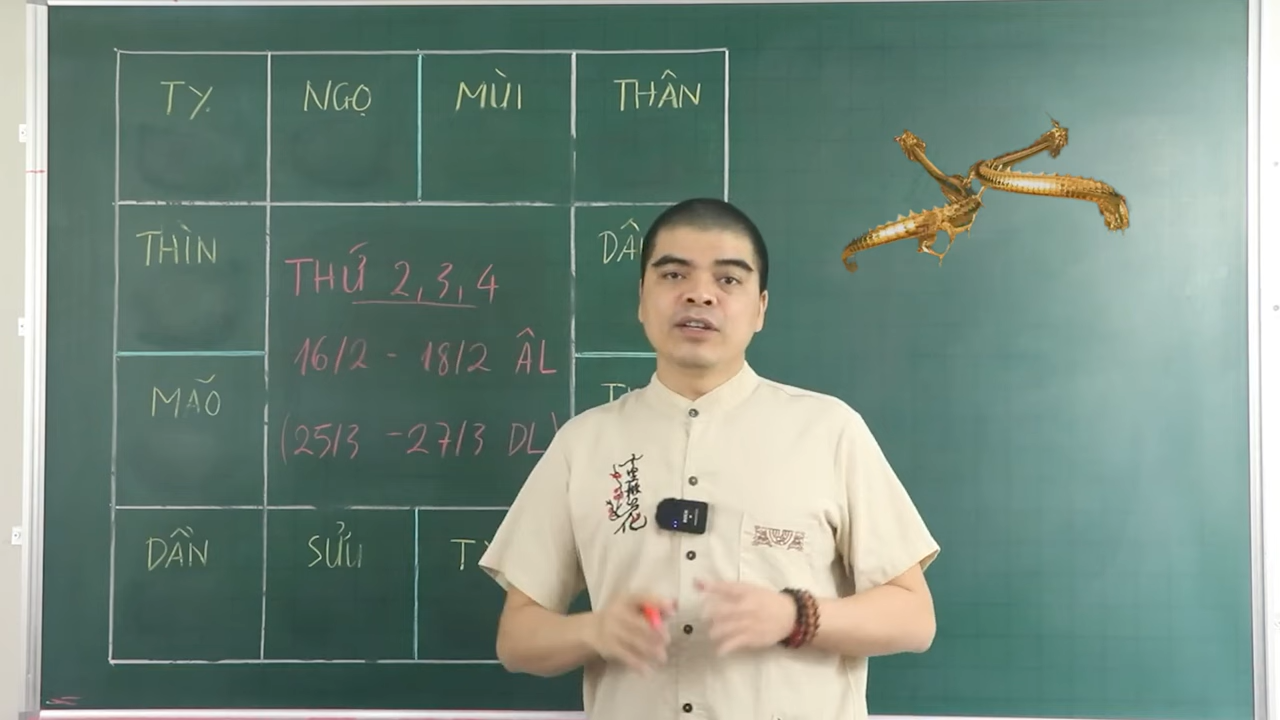 TỴ NGỌ MÙI THÂN
THÌN
THỨ 2, 3, 4
16/2 - 18/2 ÂL
MÃO
(25/3 - 27/3 DL)
DẦN SỬU